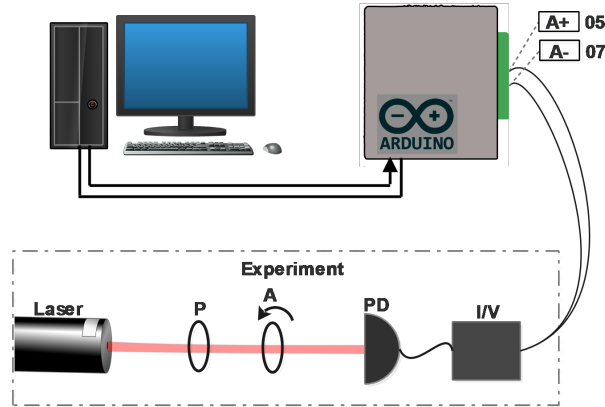 A+ 05
A- 07
ARDUINO
Experiment
Laser
P
A
PD
I/V